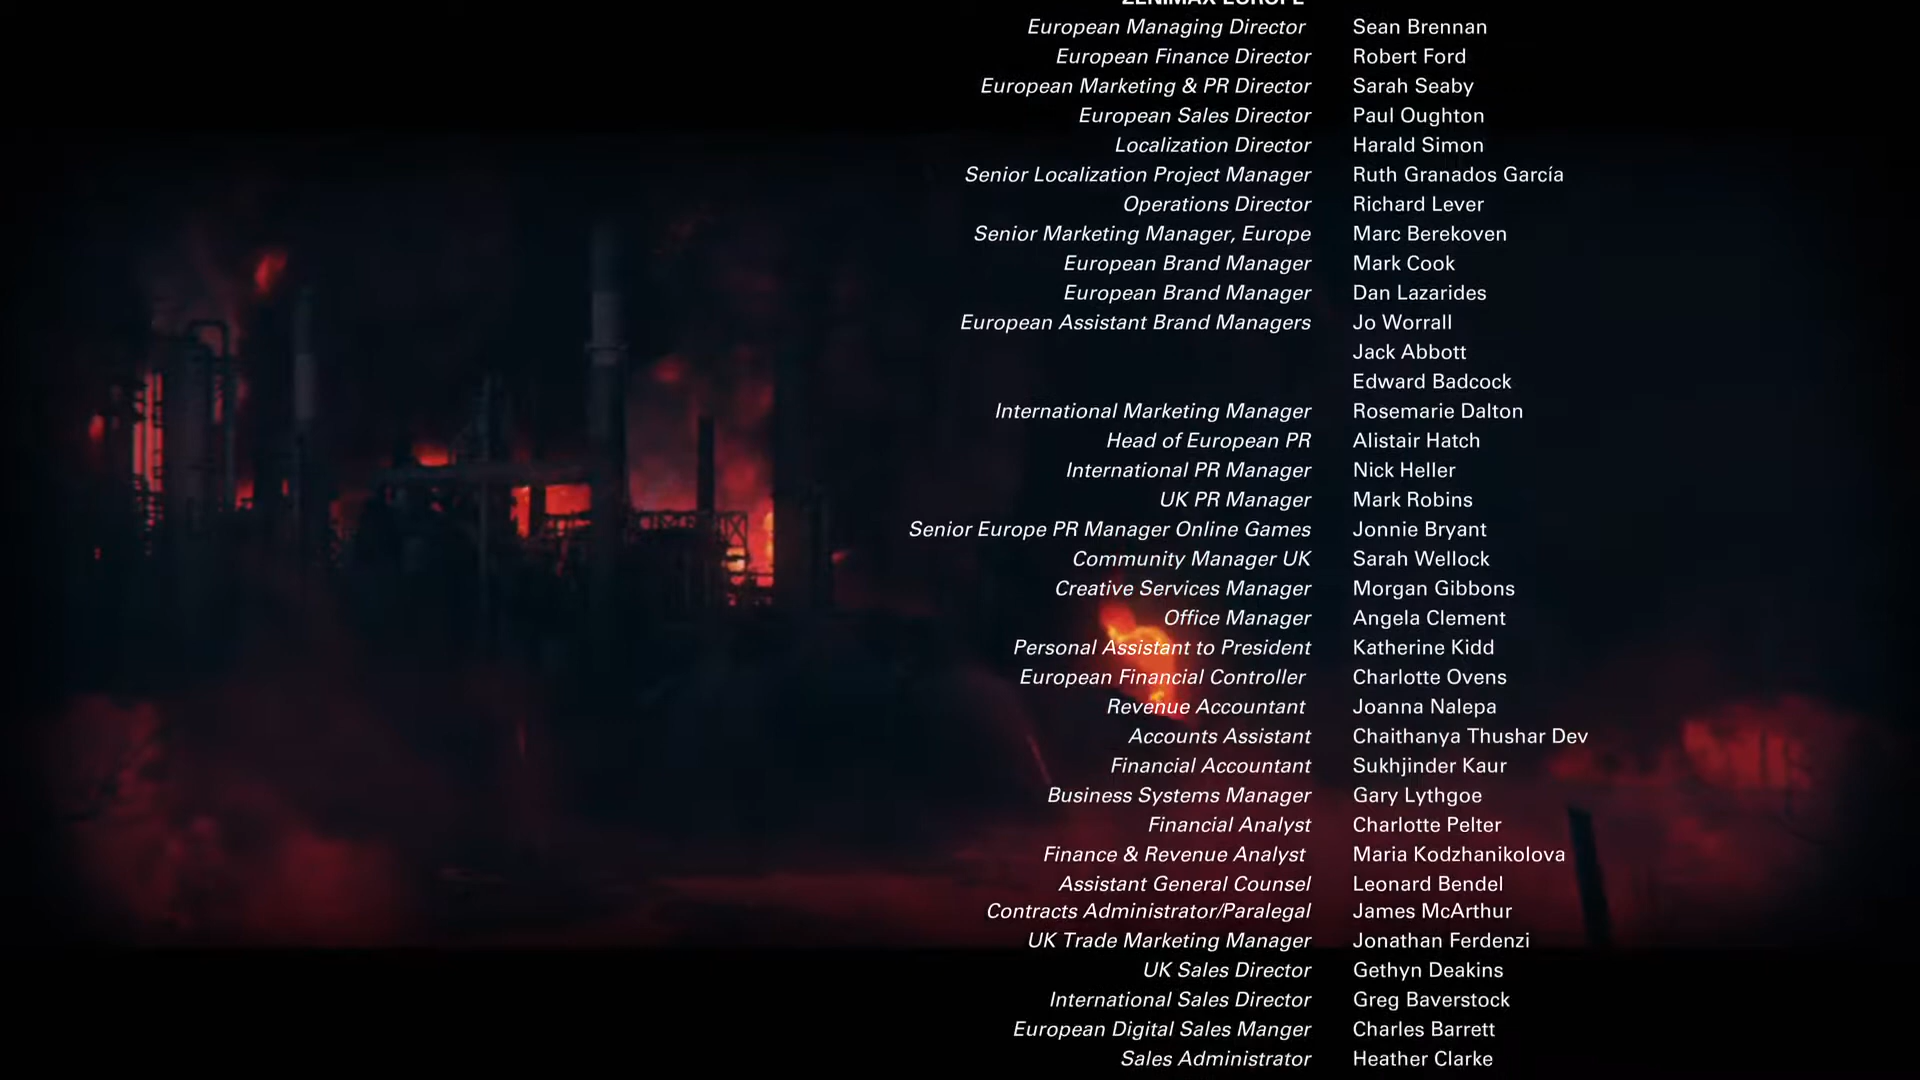 ZENIMAX EUROPE
European Managing Director Sean Brennan
European Finance Director Robert Ford
European Marketing & PR Director Sarah Seaby
European Sales Director Paul Oughton
Localization Director Harald Simon
Senior Localization Project Manager Ruth Granados García
Operations Director Richard Lever
Senior Marketing Manager, Europe Marc Berekoven
European Brand Manager Mark Cook
European Brand Manager Dan Lazarides
European Assistant Brand Managers Jo Worrall
Jack Abbott
Edward Badcock
International Marketing Manager Rosemarie Dalton
Head of European PR Alistair Hatch
International PR Manager Nick Heller
UK PR Manager Mark Robins
Senior Europe PR Manager Online Games Jonnie Bryant
Community Manager UK Sarah Wellock
Creative Services Manager Morgan Gibbons
Office Manager Angela Clement
Personal Assistant to President Katherine Kidd
European Financial Controller Charlotte Ovens
Revenue Accountant Joanna Nalepa
Accounts Assistant Chaithanya Thushar Dev
Financial Accountant Sukhjinder Kaur
Business Systems Manager Gary Lythgoe
Financial Analyst Charlotte Pelter
Finance & Revenue Analyst Maria Kodzhanikolova
Assistant General Counsel Leonard Bendel
Contracts Administrator/Paralegal James McArthur
UK Trade Marketing Manager Jonathan Ferdenzi
UK Sales Director Gethyn Deakins
International Sales Director Greg Baverstock
European Digital Sales Manger Charles Barrett
Sales Administrator Heather Clarke